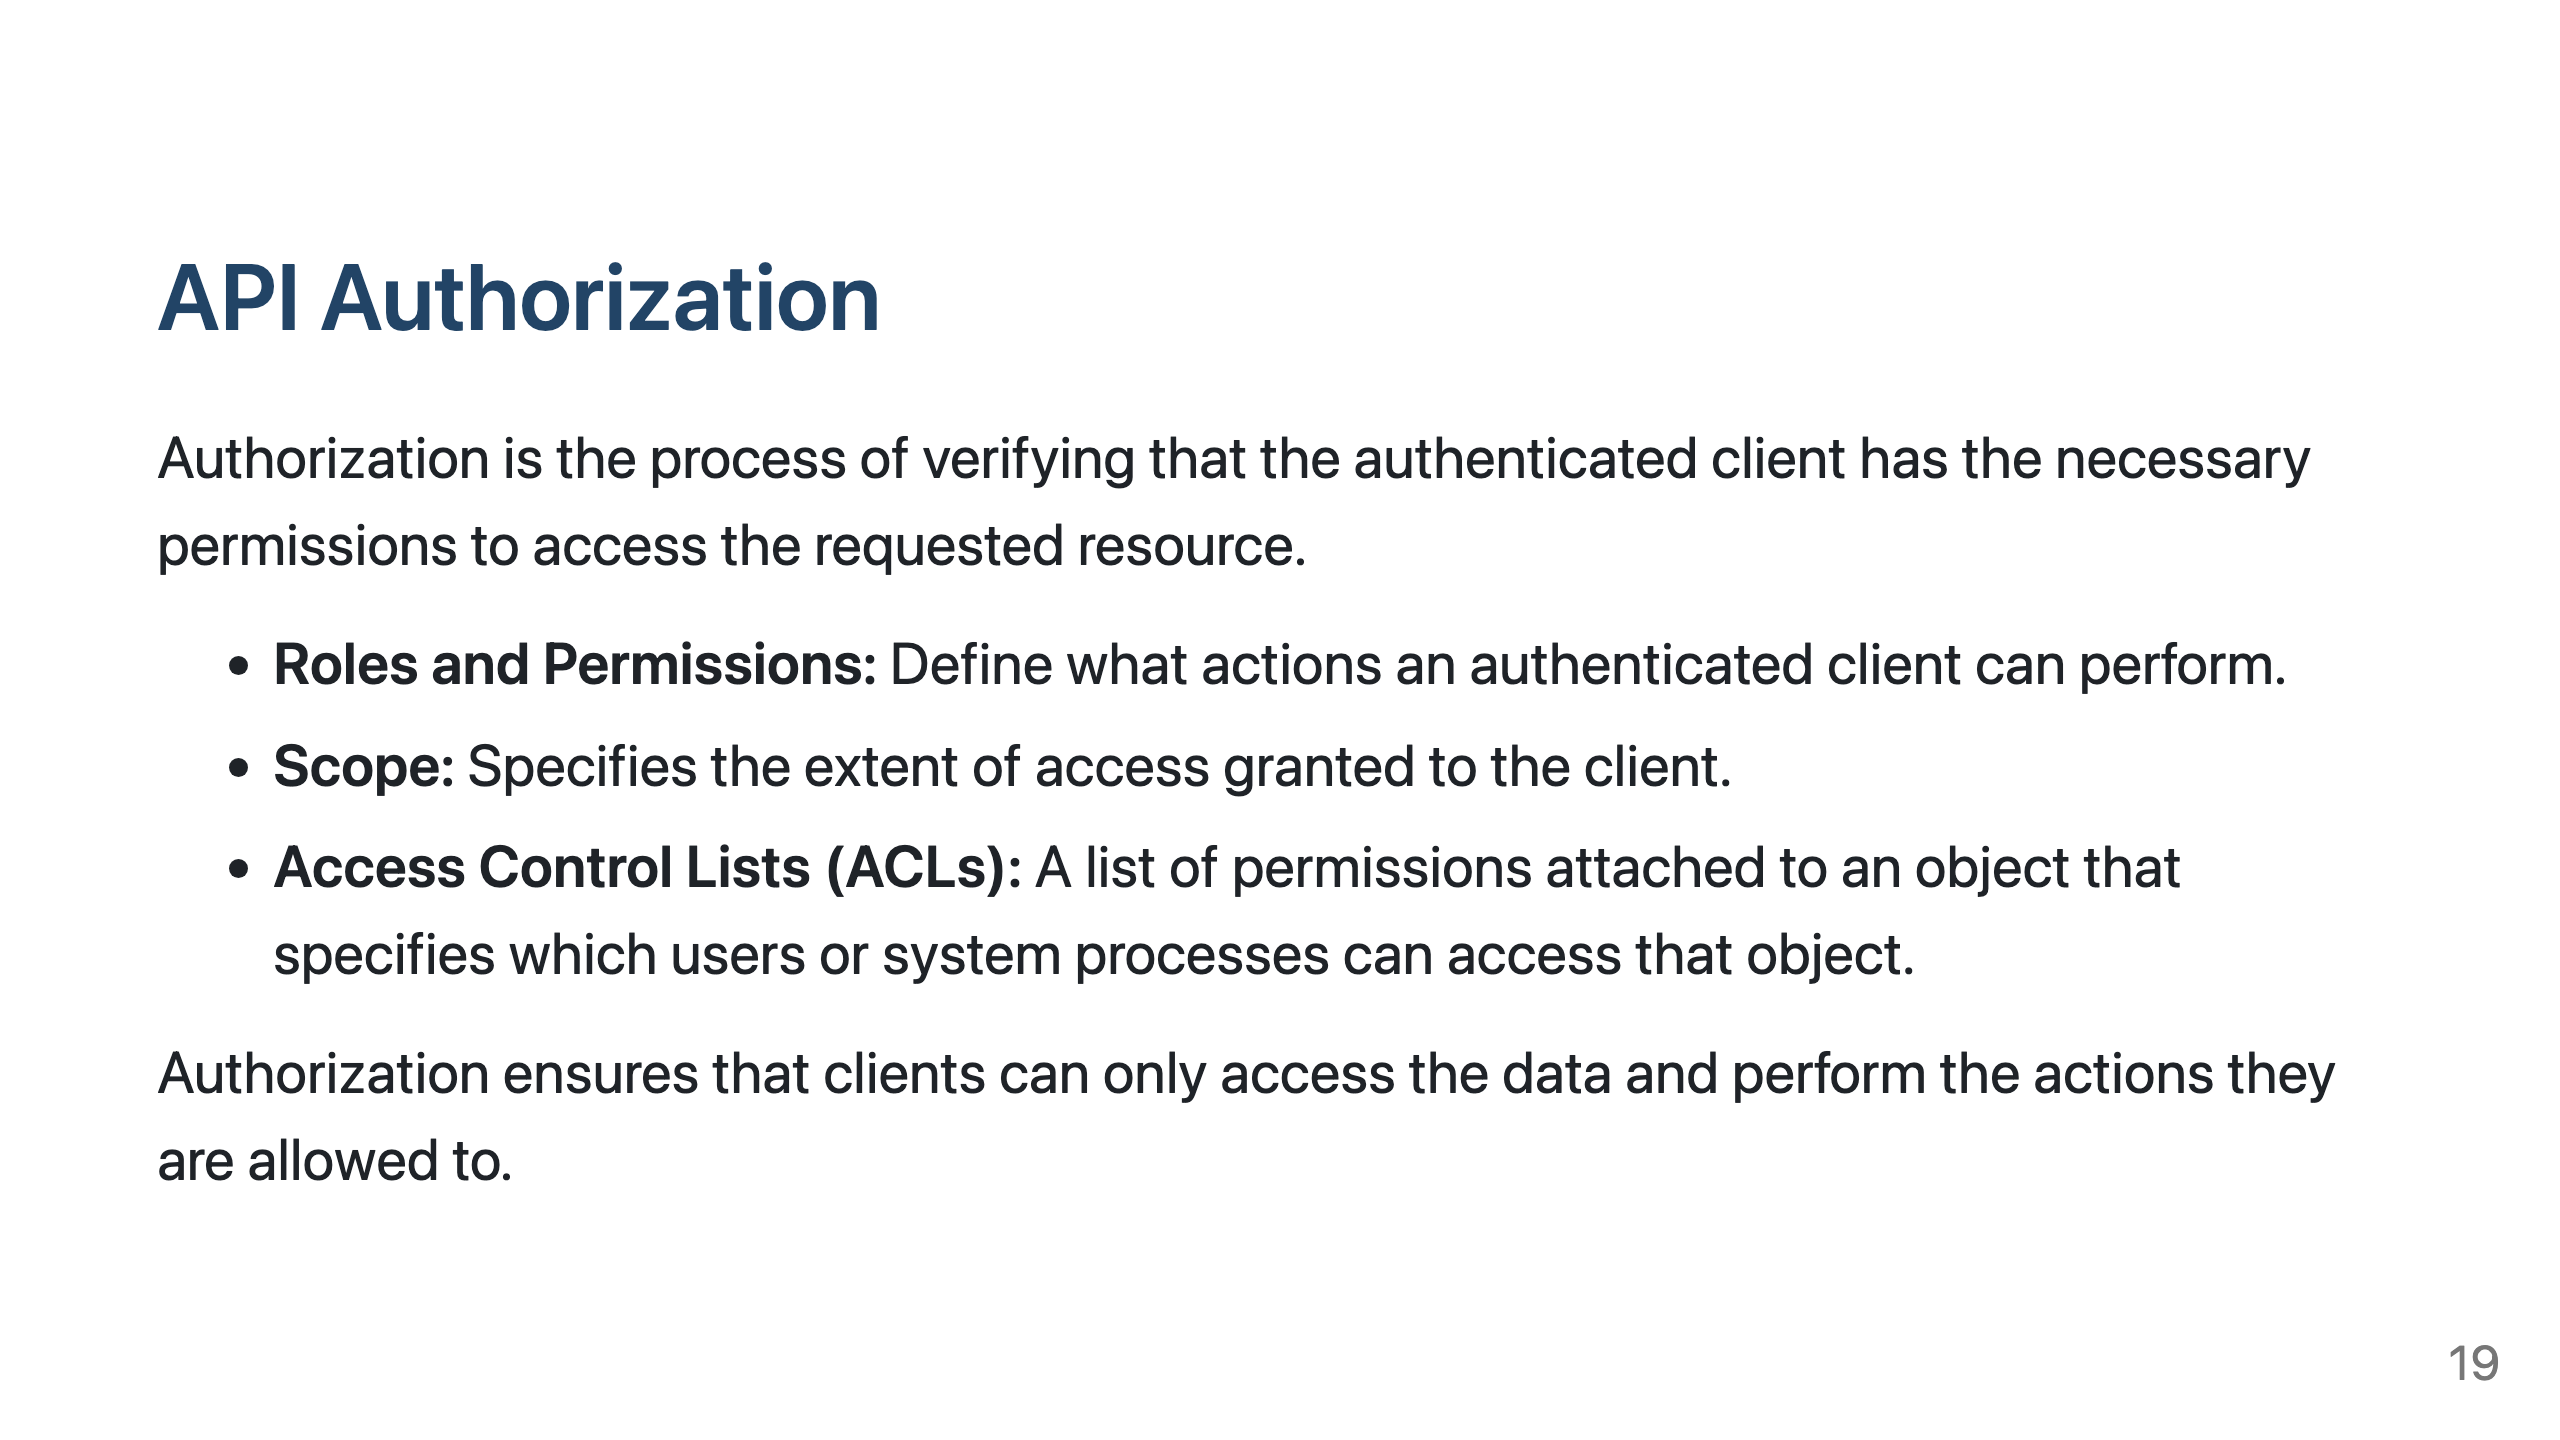 API Authorization
Authorization is the process of verifying that the authenticated client has the necessary
permissions to access the requested resource.
• Roles and Permissions: Define what actions an authenticated client can perform.
• Scope: Specifies the extent of access granted to the client.
• Access Control Lists (ACLs): A list of permissions attached to an object that
specifies which users or system processes can access that object.
Authorization ensures that clients can only access the data and perform the actions they
are allowed to.
19